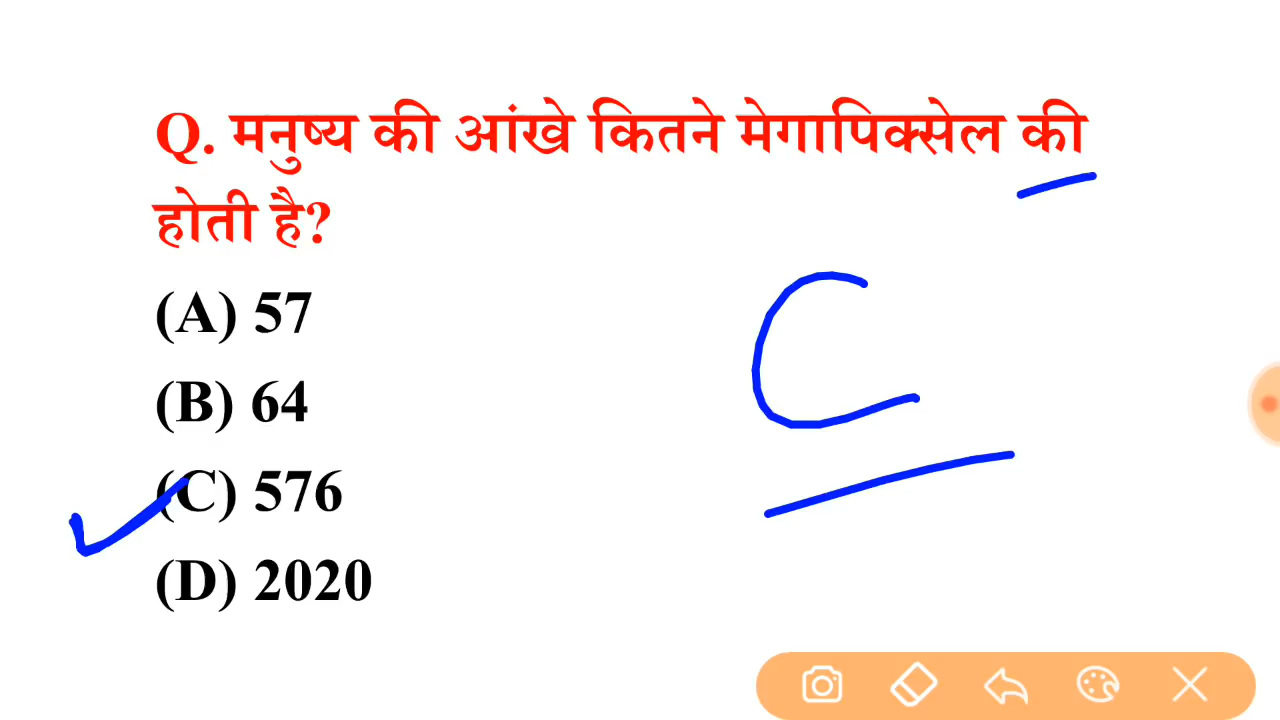 Q. मनुष्य की आंखे कितने मेगापिक्सेल की
होती है?
(A) 57
(B) 64
(C) 576
(D) 2020
C